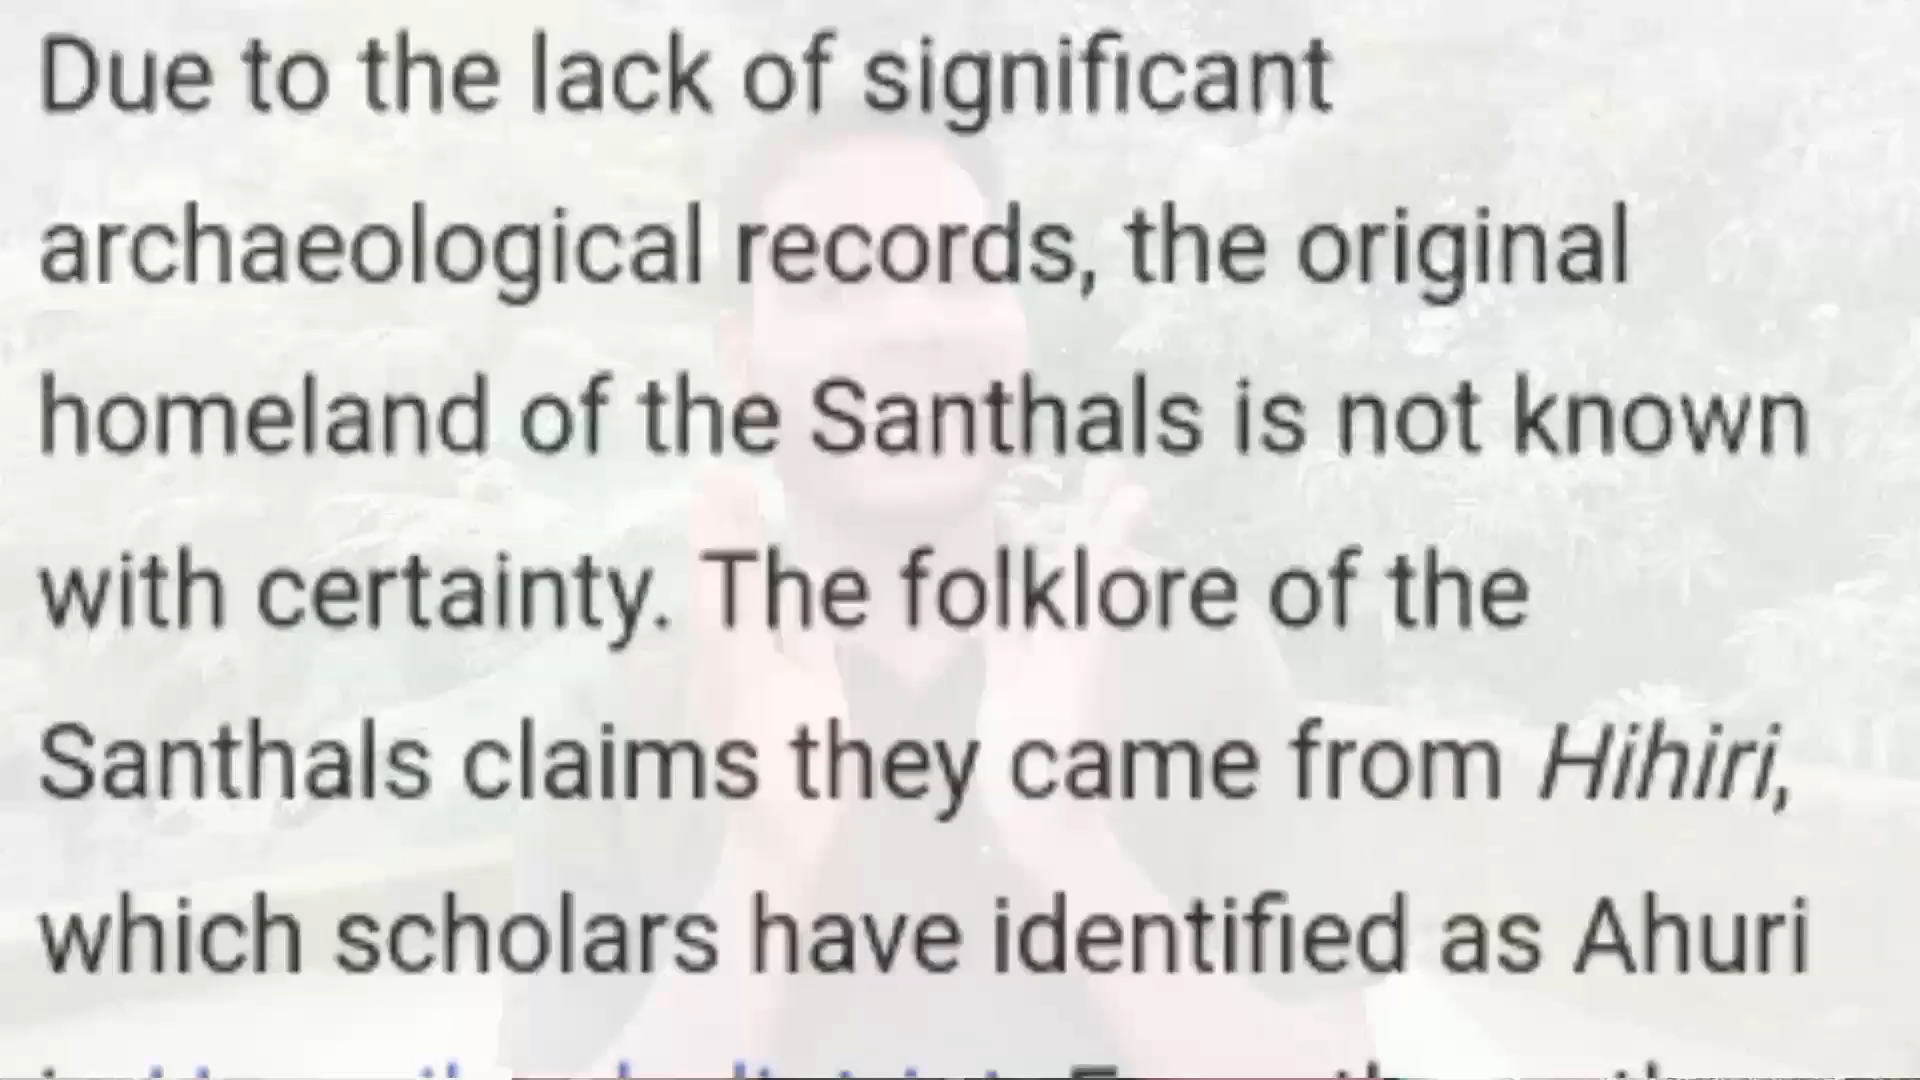 Due to the lack of significant
archaeological records, the original
homeland of the Santhals is not known
with certainty. The folklore of the
Santhals claims they came from Hihiri,
which scholars have identified as Ahuri